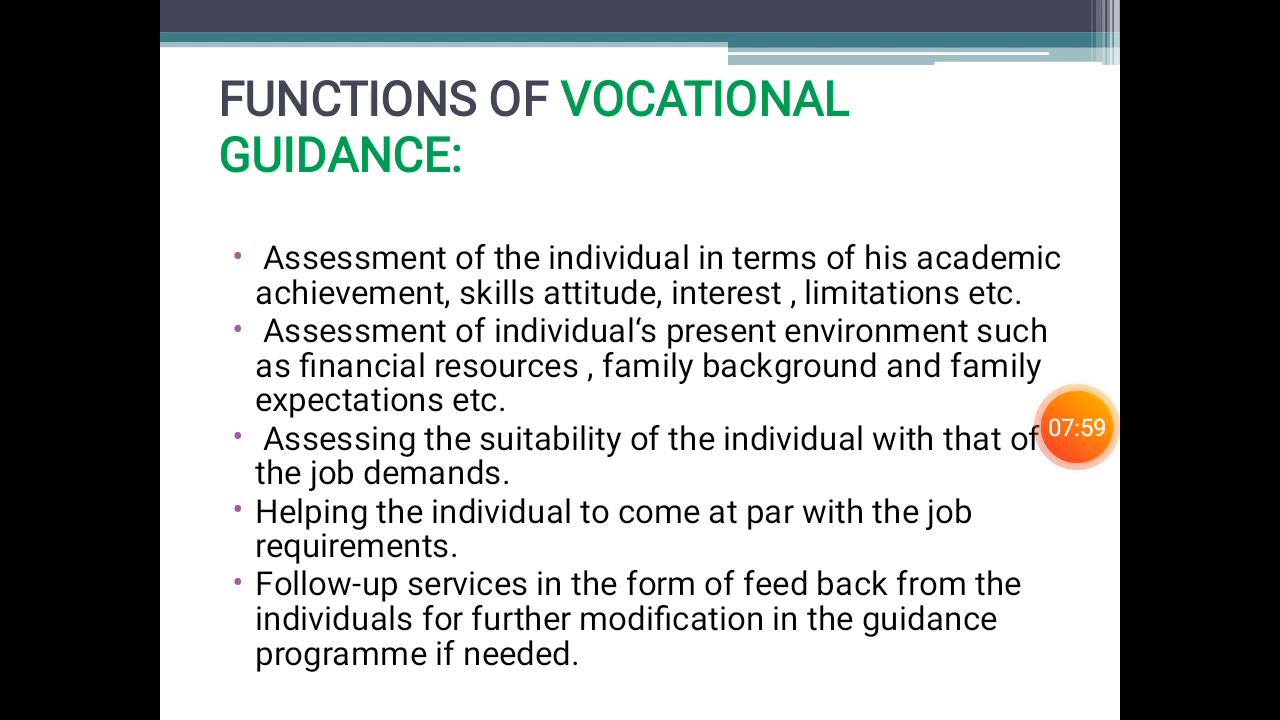 FUNCTIONS OF VOCATIONAL
GUIDANCE:
• Assessment of the individual in terms of his academic
achievement, skills attitude, interest , limitations etc.
• Assessment of individual‘s present environment such
as financial resources , family background and family
expectations etc.
• Assessing the suitability of the individual with that of
the job demands.
• Helping the individual to come at par with the job
requirements.
• Follow-up services in the form of feed back from the
individuals for further modification in the guidance
programme if needed.
07:59